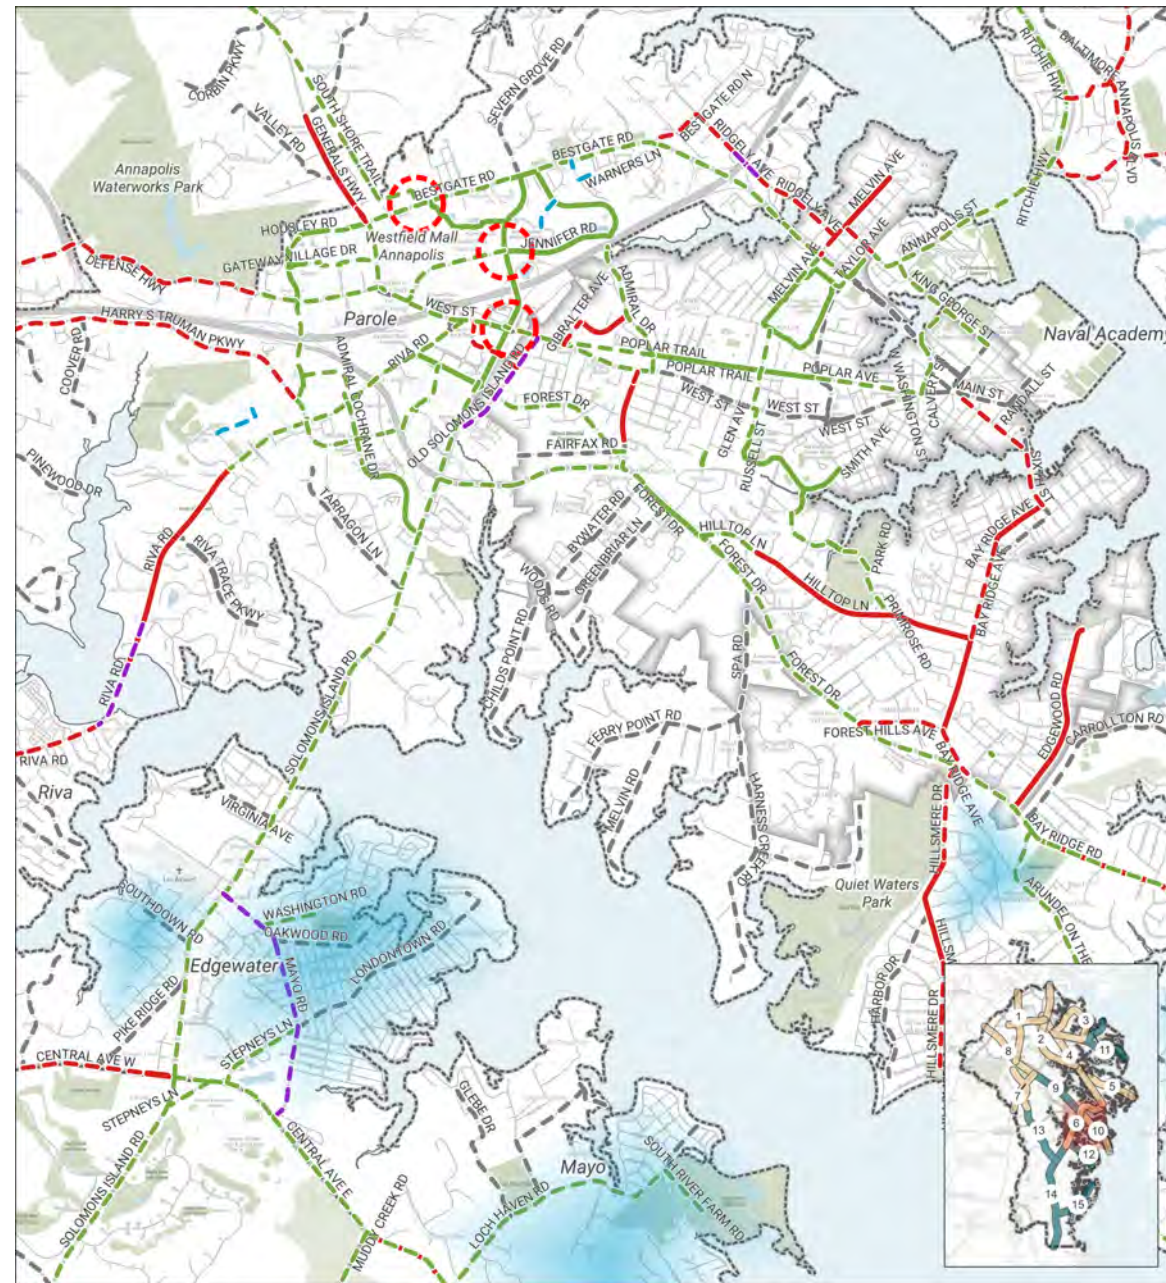 CORBIN PKWY
SOUTH SHORE TRAIL
SEVERN GROVE RD
RITCHIE HWY
BALTIMORE ANNAPOLIS BLVD
VALLEY RD
GENERALS HWY
BESTGATE RD N
BESTGATE RD
RIDGELY AVE
Annapolis
Waterworks Park
WARNERS LN
MELVIN AVE
RITCHIE HWY
BESTGATE RD
RIDGELY AVE
HOUSLEY RD
Westfield Mall
Annapolis
JENNIFER RD
TAYLOR AVE
ANNAPOLIS ST
GATEWAY VILLAGE DR
MELVIN AVE
DEFENSE HWY
GIBRALTER AVE
ADMIRAL DR
KING GEORGE ST
HARRY S TRUMAN PKWY
WEST ST
Parole
Naval Academy
COOVER RD
RIVA RD
POPLAR TRAIL
POPLAR TRAIL
POPLAR AVE
WASHINGTON ST
CALVERT ST
MAIN ST
RANDALL ST
ADMIRAL COCHRANE DR
OLD SOLOMONS ISLAND RD
FOREST DR
WEST ST
WEST ST
GLEN AVE
RUSSELL ST
SMITH AVE
FAIRFAX RD
SIXTH ST
PINEWOOD DR
TARRAGON LN
BYWATER RD
FOREST DR
HILLTOP LN
BAY RIDGE AVE
RIVA RD
GREENBRIAR LN
PARK RD
RIVA TRACE PKWY
WOODS RD
FOREST DR
HILLTOP LN
BAY RIDGE AVE
CHILDS POINT RD
PRIMROSE RD
SPA RD
RIVA RD
SOLOMONS ISLAND RD
FOREST DR
EDGEWOOD RD
FERRY POINT RD
CARROLLTON RD
FOREST HILLS AVE
RIVA RD
BAY RIDGE AVE
Riva
MELVIN RD
HARNESS CREEK RD
HILLSMERE DR
VIRGINIA AVE
BAY RIDGE RD
SOUTHDOWN RD
WASHINGTON RD
Quiet Waters
Park
ARUNDEL ON THE
OAKWOOD RD
LONDONTOWN RD
Edgewater
MAYO RD
HILLSM
HARBOR DR
PIKE RIDGE RD
STEPNEYS LN
CENTRAL AVE W
HILLSMERE DR
STEPNEYS LN
GLEBE DR
CENTRAL AVE E
Mayo
SOUTH RIVER FARM RD
SOLOMONS ISLAND RD
MUDDY CREEK RD
LOCH HAVEN RD
1
3
2
11
8
4
5
7
9
6
10
13
12
14
15